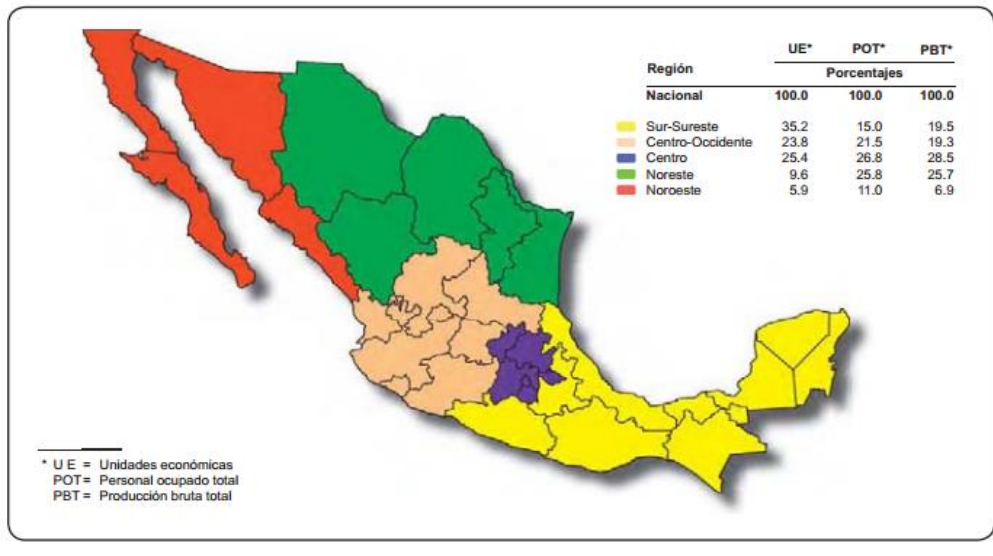 UE* POT* PBT*
Región Porcentajes
Nacional 100.0 100.0 100.0
Sur-Sureste 35.2 15.0 19.5
Centro-Occidente 23.8 21.5 19.3
Centro 25.4 26.8 28.5
Noreste 9.6 25.8 25.7
Noroeste 5.9 11.0 6.9
* U E = Unidades económicas
POT = Personal ocupado total
PBT = Producción bruta total